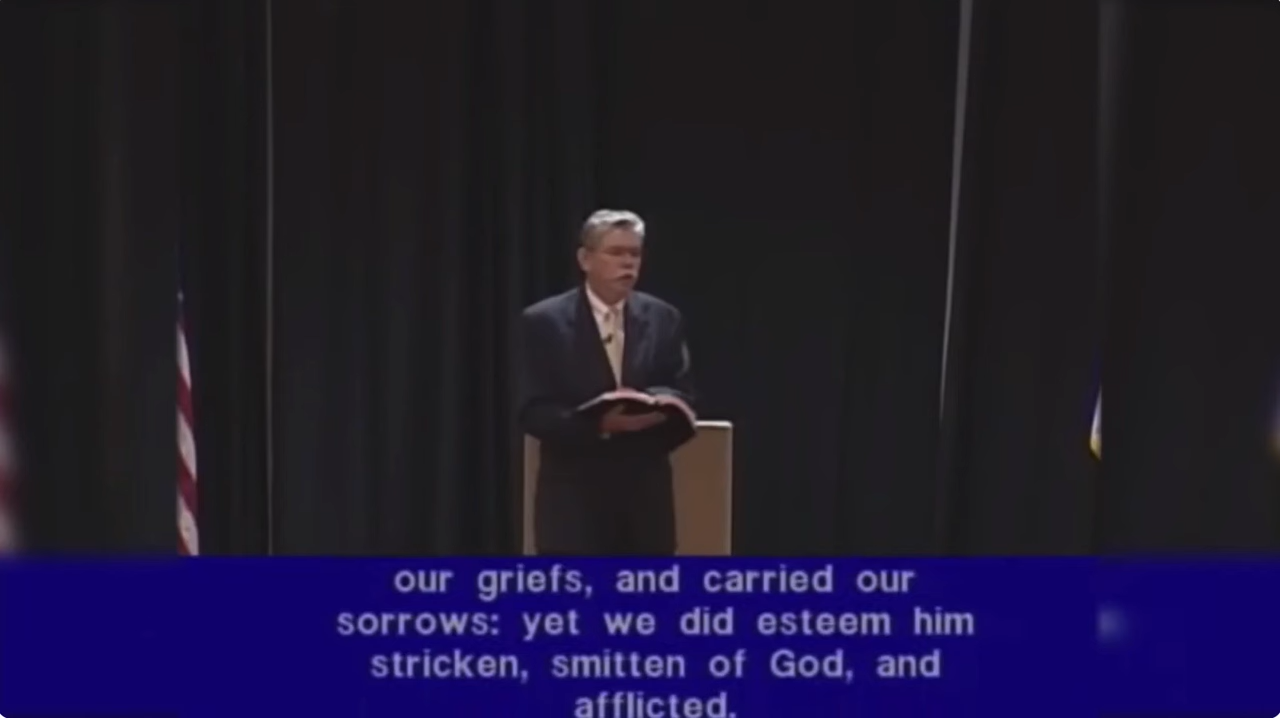 our griefs, and carried our
sorrows: yet we did esteem him
stricken, smitten of God, and
afflicted.